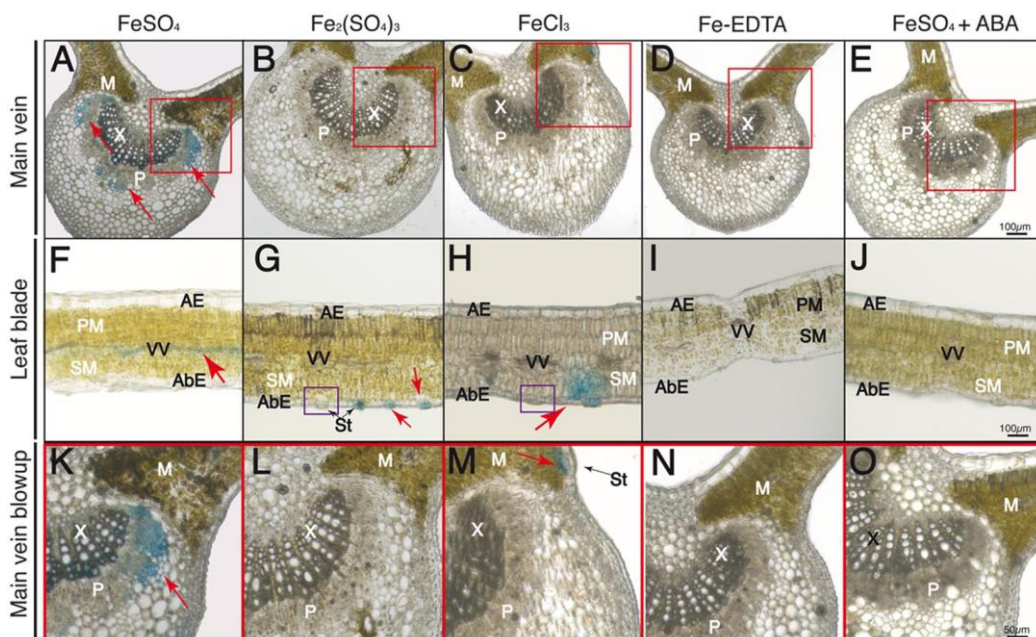 FeSO₄ Fe₂(SO₄)₃ FeCl₃ Fe-EDTA FeSO₄ + ABA
Main vein
A M X P
B X P
C X P
D M X P
E M P X
100µm
Leaf blade
F AE PM VV SM AbE
G AE VV SM AbE St
H AE PM VV SM AbE
I AE PM VV SM AbE
J AE PM VV SM AbE
100µm
Main vein blowup
K M X P
L M X P
M M X P St
N M X P
O M X P
50µm